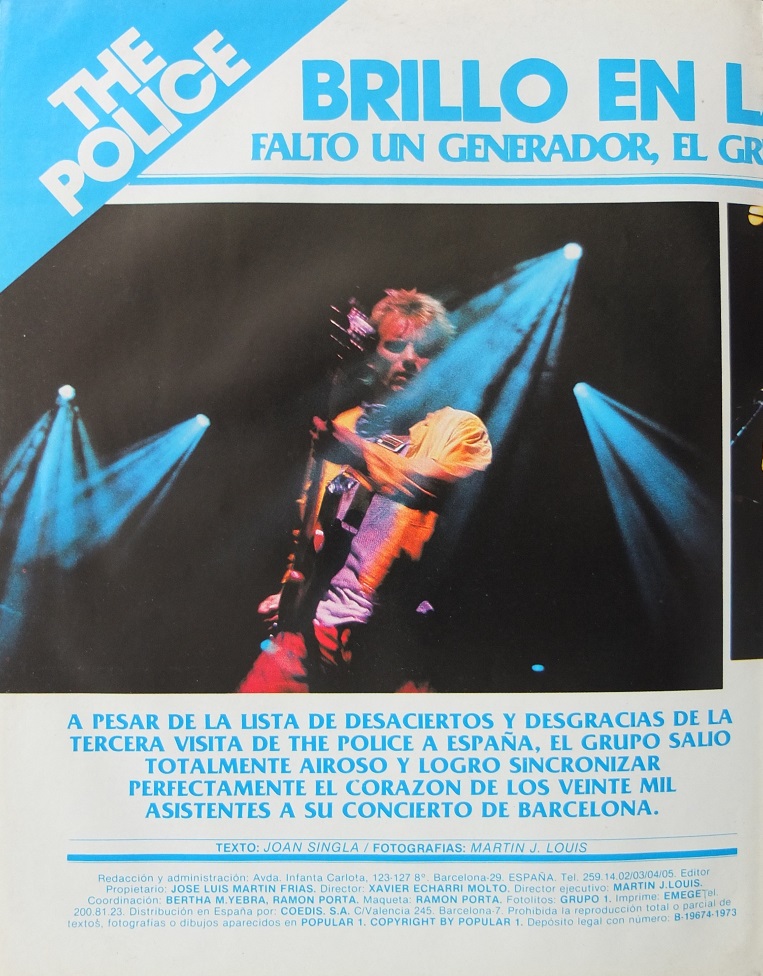 THE
POLICE
BRILLO EN L
FALTO UN GENERADOR, EL GR
A PESAR DE LA LISTA DE DESACIERTOS Y DESGRACIAS DE LA
TERCERA VISITA DE THE POLICE A ESPAÑA, EL GRUPO SALIO
TOTALMENTE AIROSO Y LOGRO SINCRONIZAR
PERFECTAMENTE EL CORAZON DE LOS VEINTE MIL
ASISTENTES A SU CONCIERTO DE BARCELONA.
TEXTO: JOAN SINGLA / FOTOGRAFIAS: MARTIN J. LOUIS
Redacción y administración: Avda. Infanta Carlota, 123-127 8º. Barcelona-29. ESPAÑA. Tel. 259.14.02/03/04/05. Editor
Propietario: JOSE LUIS MARTIN FRIAS. Director: XAVIER ECHARRI MOLTO. Director ejecutivo: MARTIN J.LOUIS.
Coordinación: BERTHA M.YEBRA, RAMON PORTA. Maqueta: RAMON PORTA. Fotolitos: GRUPO 1. Imprime: EMEGE Tel.
200.81.23. Distribución en España por: COEDIS. S.A. C/Valencia 245. Barcelona-7. Prohibida la reproducción total o parcial de
textos, fotografías o dibujos aparecidos en POPULAR 1. COPYRIGHT BY POPULAR 1. Depósito legal con número: B-19674-1973